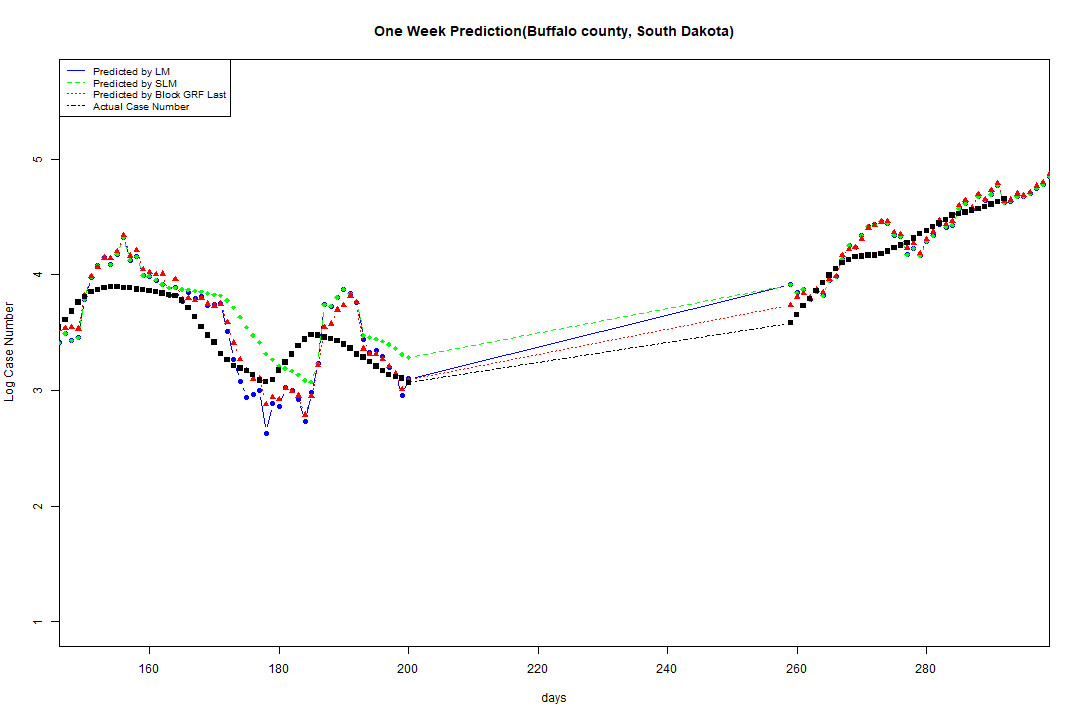 One Week Prediction(Buffalo county, South Dakota)
Predicted by LM
Predicted by SLM
Predicted by Block GRF Last
Actual Case Number
5
4
3
2
1
Log Case Number
160 180 200 220 240 260 280
days